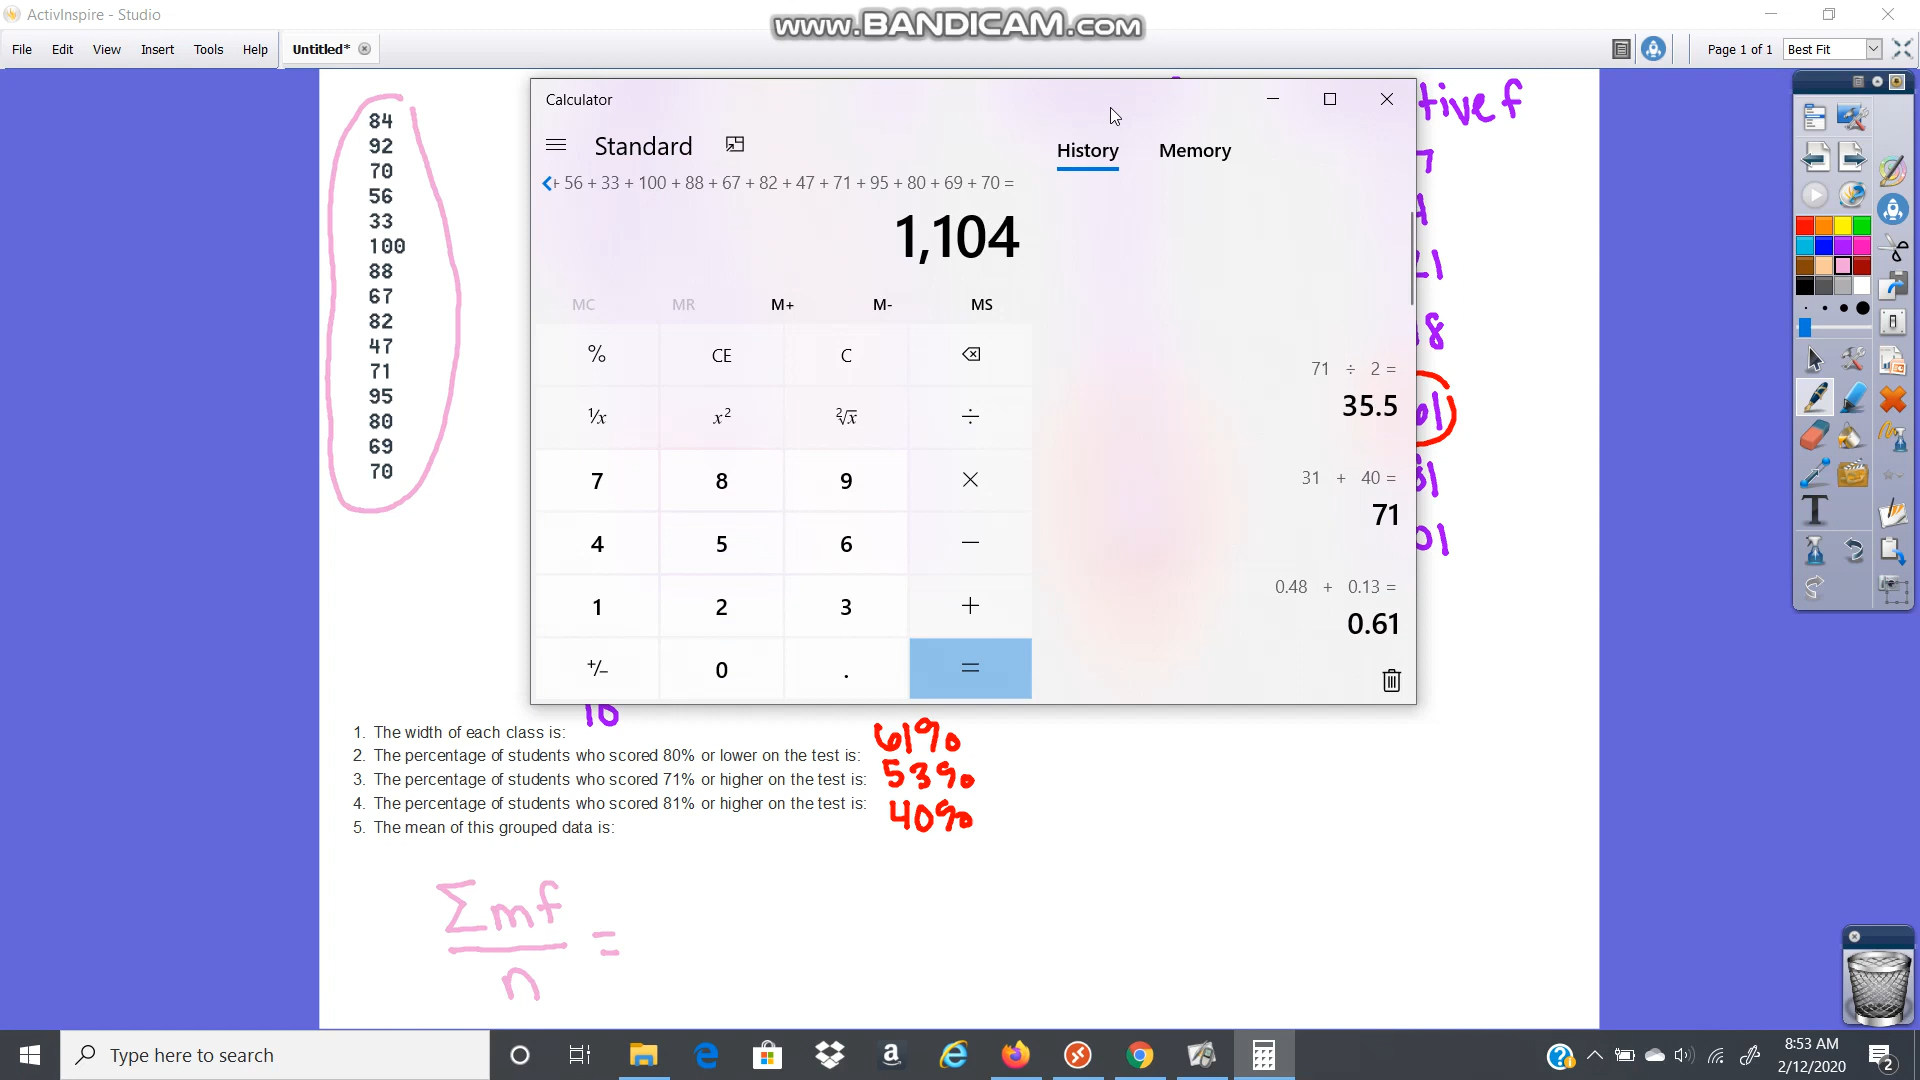 ActivInspire - Studio
www.BANDICAM.com
File Edit View Insert Tools Help Untitled*
Page 1 of 1 Best Fit
84
92
70
56
33
100
88
67
82
47
71
95
80
69
70
Calculator
Standard
History Memory
+ 56 + 33 + 100 + 88 + 67 + 82 + 47 + 71 + 95 + 80 + 69 + 70 =
1,104
MC MR M+ M- MS
% CE C
1/x x² ²√x ÷
7 8 9 ×
4 5 6 −
1 2 3 +
+/− 0 . =
71 ÷ 2 =
35.5
31 + 40 =
71
0.48 + 0.13 =
0.61
tive f
10
1. The width of each class is:
2. The percentage of students who scored 80% or lower on the test is: 61%
3. The percentage of students who scored 71% or higher on the test is: 53%
4. The percentage of students who scored 81% or higher on the test is: 40%
5. The mean of this grouped data is:
Σmf
=
n
Type here to search
8:53 AM
2/12/2020
2